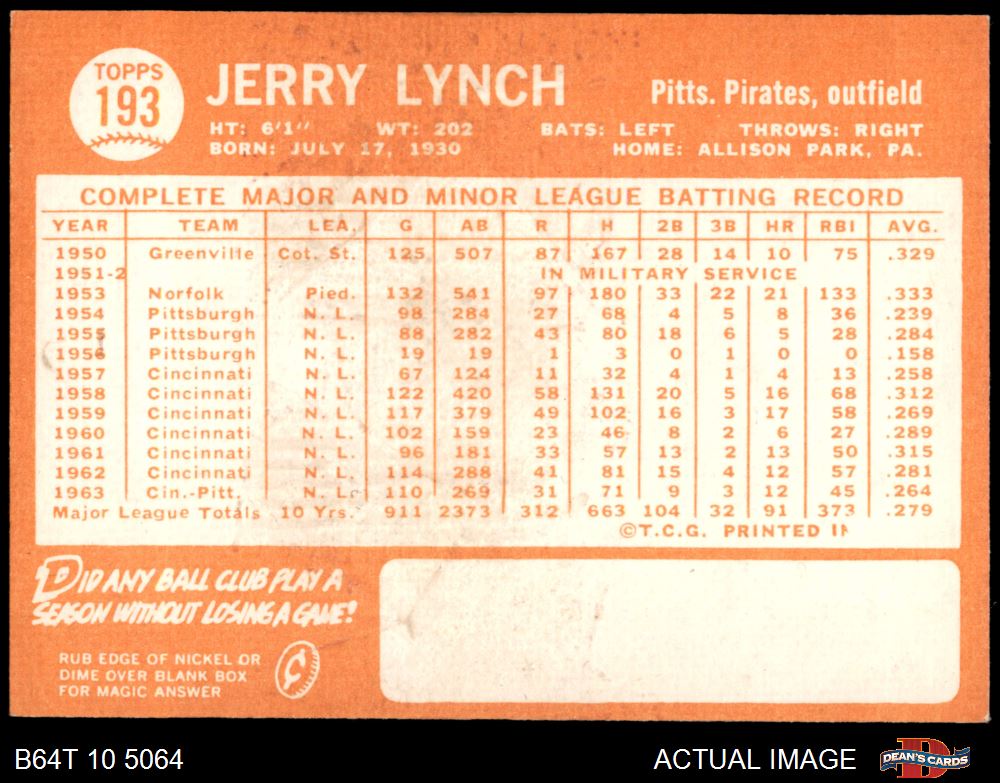 TOPPS
193
JERRY LYNCH
Pitts. Pirates, outfield
HT: 6'1" WT: 202 BATS: LEFT THROWS: RIGHT
BORN: JULY 17, 1930 HOME: ALLISON PARK, PA.
COMPLETE MAJOR AND MINOR LEAGUE BATTING RECORD
YEAR TEAM LEA. G AB R H 2B 3B HR RBI AVG.
1950 Greenville Cot. St. 125 507 87 167 28 14 10 75 .329
1951-2 IN MILITARY SERVICE
1953 Norfolk Pied. 132 541 97 180 33 22 21 133 .333
1954 Pittsburgh N. L. 98 284 27 68 4 5 8 36 .239
1955 Pittsburgh N. L. 88 282 43 80 18 6 5 28 .284
1956 Pittsburgh N. L. 19 19 1 3 0 1 0 0 .158
1957 Cincinnati N. L. 67 124 11 32 4 1 4 13 .258
1958 Cincinnati N. L. 122 420 58 131 20 5 16 68 .312
1959 Cincinnati N. L. 117 379 49 102 16 3 17 58 .269
1960 Cincinnati N. L. 102 159 23 46 8 2 6 27 .289
1961 Cincinnati N. L. 96 181 33 57 13 2 13 50 .315
1962 Cincinnati N. L. 114 288 41 81 15 4 12 57 .281
1963 Cin.-Pitt. N. L. 110 269 31 71 9 3 12 45 .264
Major League Totals 10 Yrs. 911 2373 312 663 104 32 91 373 .279
©T.C.G. PRINTED IN
DID ANY BALL CLUB PLAY A
SEASON WITHOUT LOSING A GAME?
RUB EDGE OF NICKEL OR
DIME OVER BLANK BOX
FOR MAGIC ANSWER
B64T 10 5064
ACTUAL IMAGE
DEAN'S CARDS